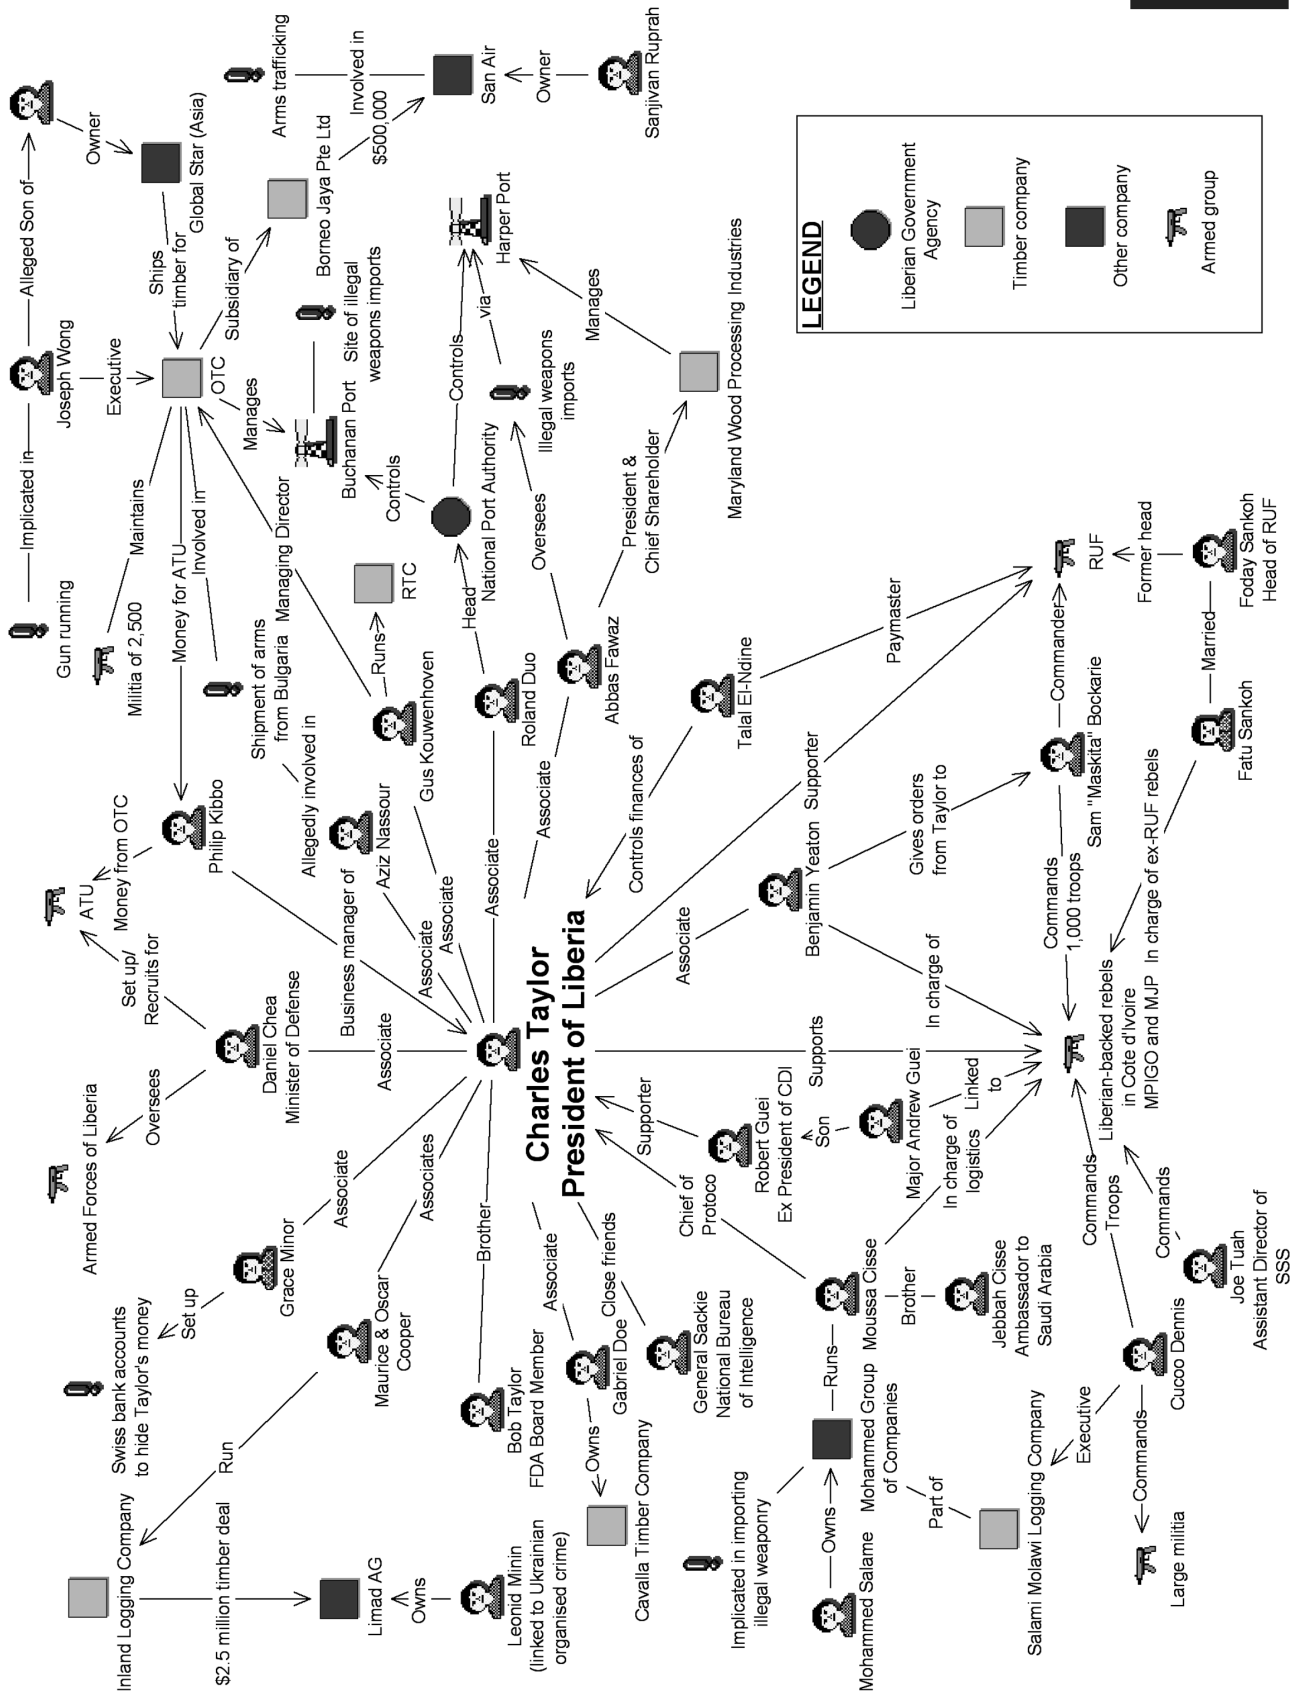 Inland Logging Company
$2.5 million timber deal
Limad AG
Owns
Leonid Minin
(linked to Ukrainian
organised crime)
Run
Swiss bank accounts
to hide Taylor's money
Set up
Grace Minor
Associate
Maurice & Oscar
Cooper
Associates
Armed Forces of Liberia
Oversees
Daniel Chea
Minister of Defense
Associate
Set up/
Recruits for
ATU
Money from OTC
Philip Kibbo
Money for ATU
Business manager of
Gun running
Implicated in
Joseph Wong
Alleged Son of
Owner
Global Star (Asia)
Ships
timber for
Executive
OTC
Subsidiary of
Borneo Jaya Pte Ltd
$500,000
Arms trafficking
Involved in
San Air
Owner
Sanjivan Ruprah
Militia of 2,500
Maintains
Involved in
Shipment of arms
from Bulgaria
Managing Director
Allegedly involved in
Aziz Nassour
Associate
Gus Kouwenhoven
Associate
Runs
RTC
Manages
Buchanan Port
Site of illegal
weapons imports
Controls
National Port Authority
Head
Roland Duo
Associate
Controls
Harper Port
via
Illegal weapons
imports
Oversees
Abbas Fawaz
Associate
President &
Chief Shareholder
Manages
Maryland Wood Processing Industries
Bob Taylor
FDA Board Member
Brother
Charles Taylor
President of Liberia
Gabriel Doe
Associate
Owns
Cavalla Timber Company
General Sackie
National Bureau
of Intelligence
Close friends
Controls finances of
Talal El-Ndine
Paymaster
Supporter
Benjamin Yeaton
Associate
Gives orders
from Taylor to
In charge of
Supports
Robert Guei
Ex President of CDI
Supporter
Son
Major Andrew Guei
Linked
to
Chief of
Protoco
Moussa Cisse
In charge of
logistics
Brother
Jebbah Cisse
Ambassador to
Saudi Arabia
Runs
Mohammed Group
of Companies
Implicated in importing
illegal weaponry
Owns
Mohammed Salame
Part of
Salami Molawi Logging Company
Executive
Cucoo Dennis
Commands
Large militia
Commands
Troops
Joe Tuah
Assistant Director of
SSS
Commands
Liberian-backed rebels
in Cote d'Ivoire
MPIGO and MJP
In charge of ex-RUF rebels
Fatu Sankoh
Married
Foday Sankoh
Head of RUF
Former head
RUF
Commander
Sam "Maskita" Bockarie
Commands
1,000 troops
LEGEND
Liberian Government
Agency
Timber company
Other company
Armed group